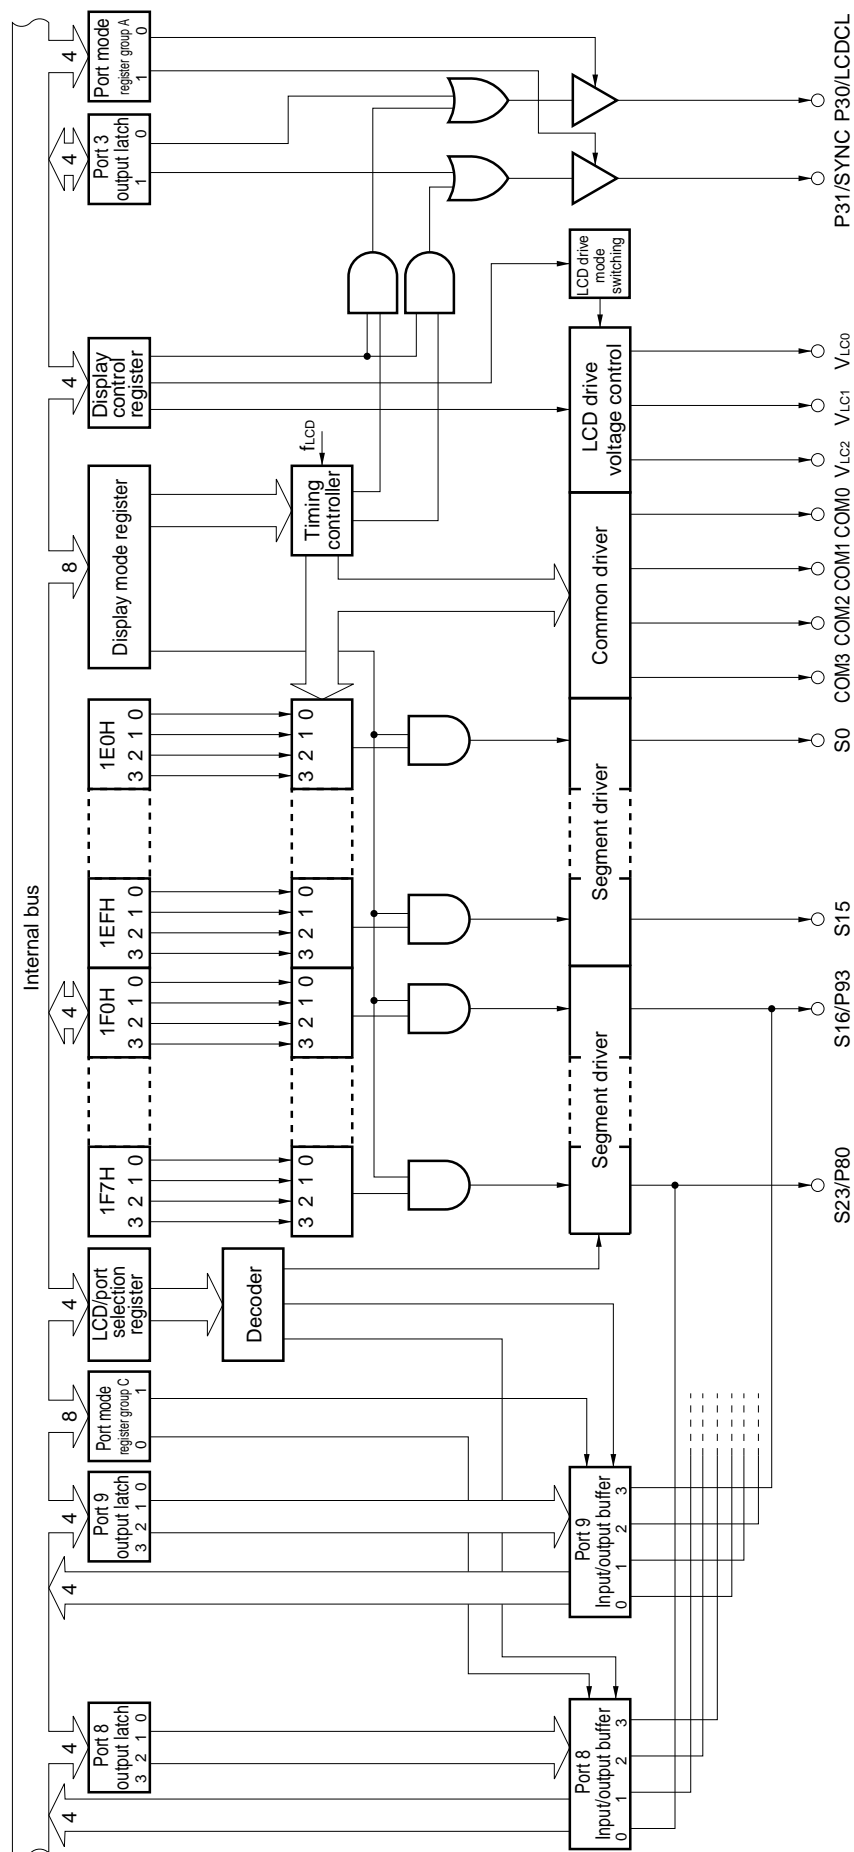 Internal bus
4
Port 8
output latch
3 2 1 0
4
4
Port 9
output latch
3 2 1 0
4
8
Port mode
register group C
0 1
4
LCD/port
selection
register
Decoder
1F7H
3 2 1 0
3 2 1 0
4
1F0H
3 2 1 0
3 2 1 0
1EFH
3 2 1 0
3 2 1 0
1E0H
3 2 1 0
3 2 1 0
8
Display mode register
Timing
controller
fLCD
4
Display
control
register
4
Port 3
output latch
1 0
4
Port mode
register group A
1 0
Port 8
Input/output buffer
0 1 2 3
Port 9
Input/output buffer
0 1 2 3
Segment driver
Segment driver
Common driver
LCD drive
voltage control
LCD drive
mode
switching
S23/P80
S16/P93
S15
S0
COM3
COM2
COM1
COM0
VLC2
VLC1
VLC0
P31/SYNC
P30/LCDCL